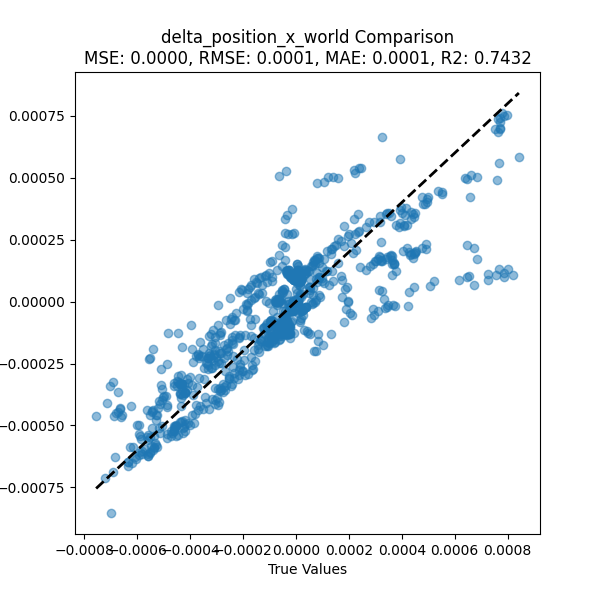 delta_position_x_world Comparison
MSE: 0.0000, RMSE: 0.0001, MAE: 0.0001, R2: 0.7432
0.00075
0.00050
0.00025
0.00000
−0.00025
−0.00050
−0.00075
−0.0008 −0.0006 −0.0004 −0.0002 0.0000 0.0002 0.0004 0.0006 0.0008
True Values